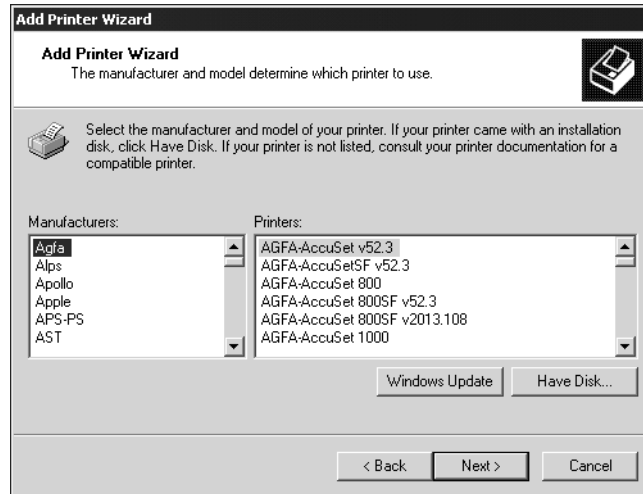 Add Printer Wizard
Add Printer Wizard
The manufacturer and model determine which printer to use.
Select the manufacturer and model of your printer. If your printer came with an installation
disk, click Have Disk. If your printer is not listed, consult your printer documentation for a
compatible printer.
Manufacturers:
Agfa
Alps
Apollo
Apple
APS-PS
AST
Printers:
AGFA-AccuSet v52.3
AGFA-AccuSetSF v52.3
AGFA-AccuSet 800
AGFA-AccuSet 800SF v52.3
AGFA-AccuSet 800SF v2013.108
AGFA-AccuSet 1000
Windows Update
Have Disk...
< Back
Next >
Cancel